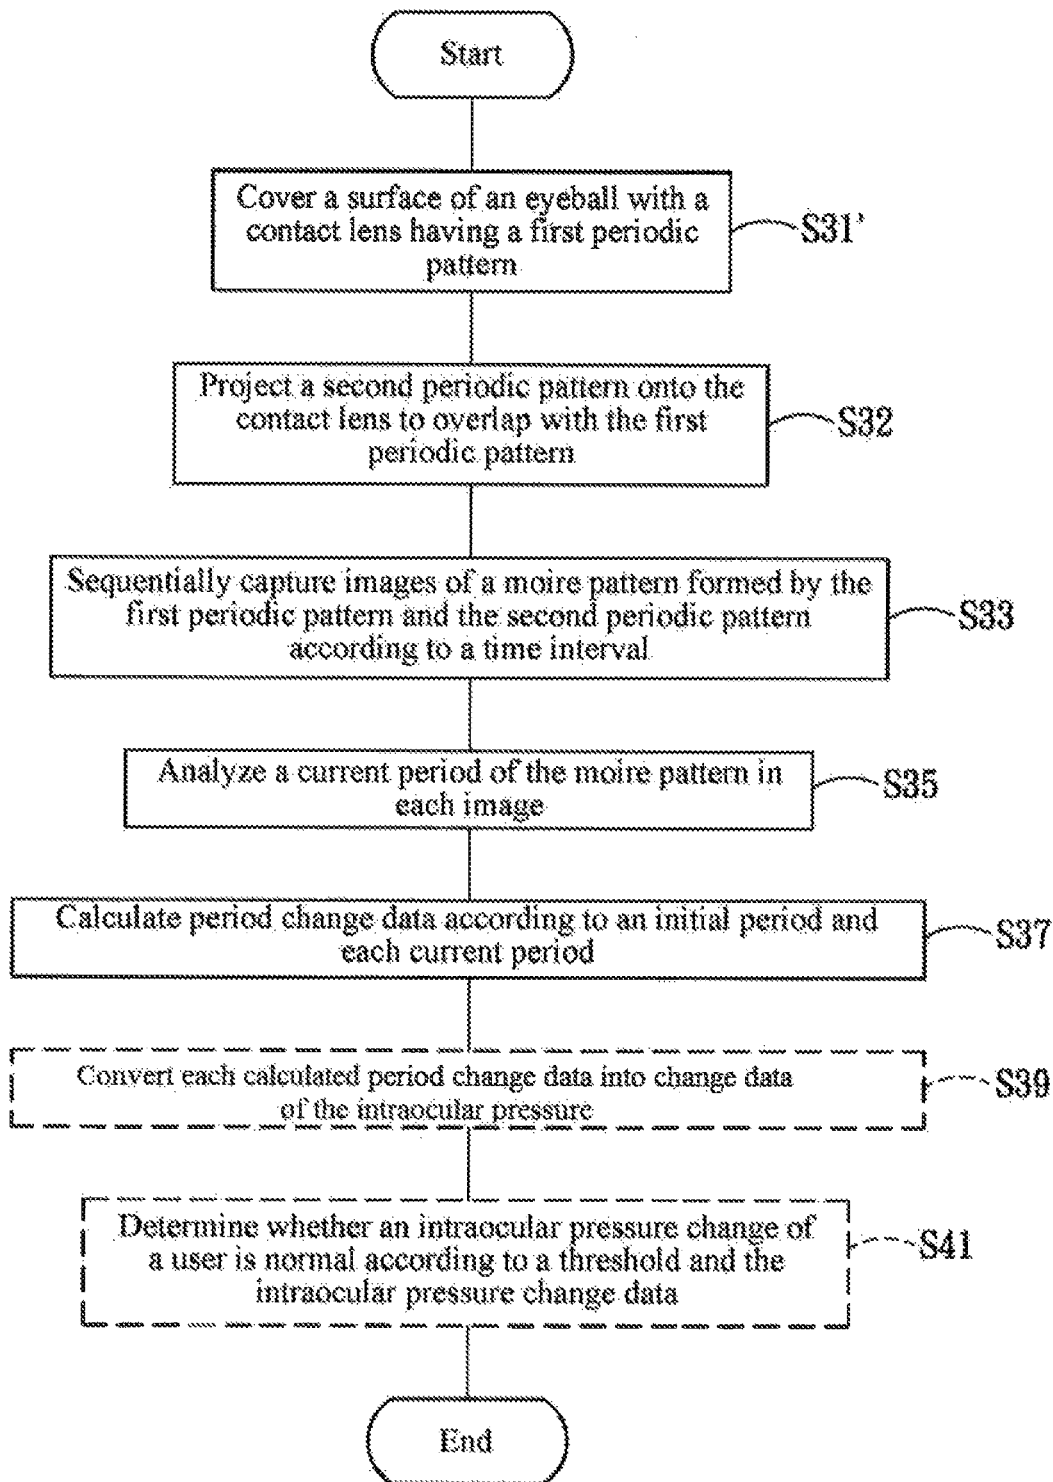 Start
Cover a surface of an eyeball with a
contact lens having a first periodic
pattern
S31'
Project a second periodic pattern onto the
contact lens to overlap with the first
periodic pattern
S32
Sequentially capture images of a moire pattern formed by the
first periodic pattern and the second periodic pattern
according to a time interval
S33
Analyze a current period of the moire pattern in
each image
S35
Calculate period change data according to an initial period and
each current period
S37
Convert each calculated period change data into change data
of the intraocular pressure
S39
Determine whether an intraocular pressure change of
a user is normal according to a threshold and the
intraocular pressure change data
S41
End